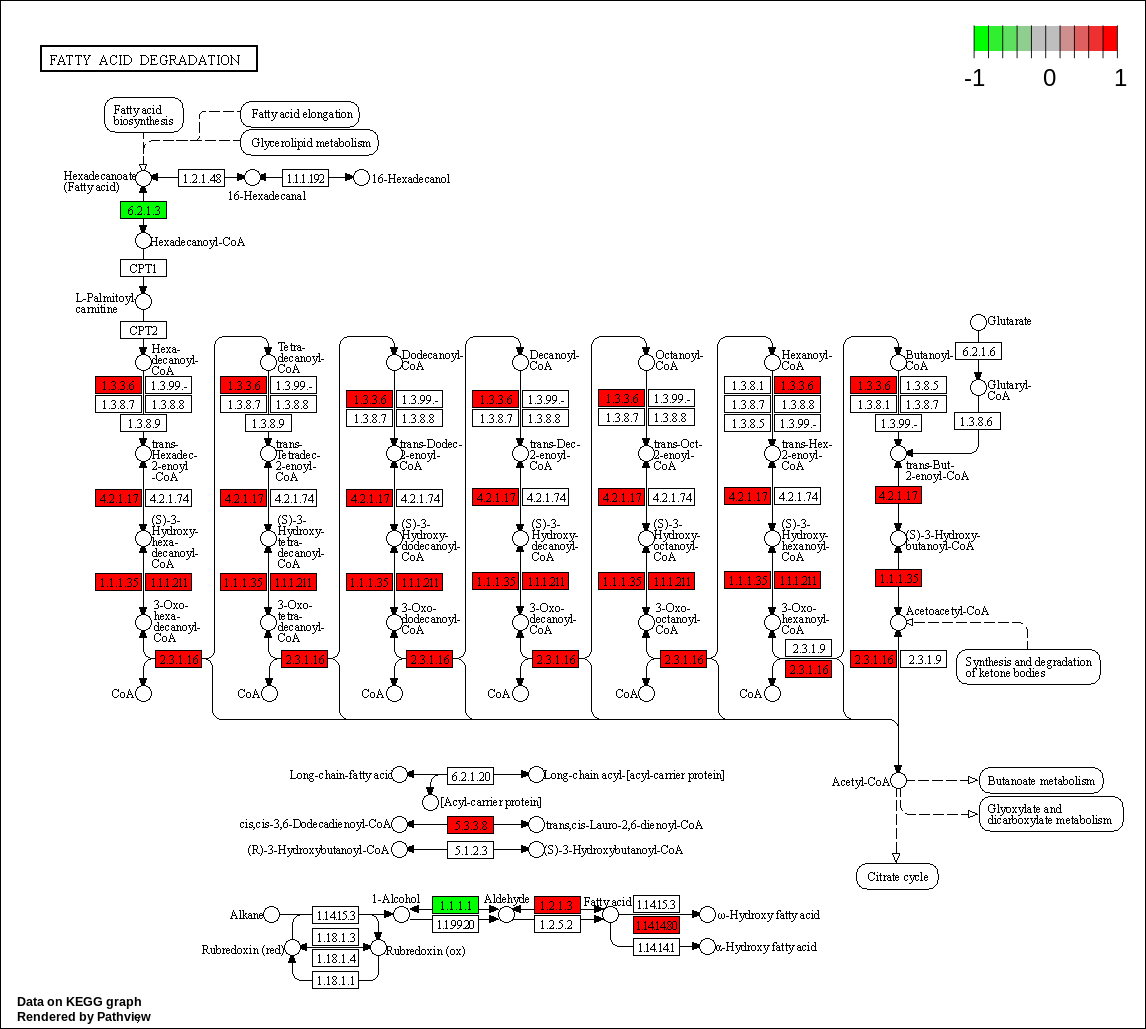 FATTY ACID DEGRADATION
-1 0 1
Fatty acid
biosynthesis
Fatty acid elongation
Glycerolipid metabolism
Hexadecanoate
(Fatty acid)
1.2.1.48
1.1.1.192
16-Hexadecanol
16-Hexadecanal
6.2.1.3
Hexadecanoyl-CoA
CPT1
L-Palmitoyl
carnitine
CPT2
Glutarate
6.2.1.6
Glutaryl-
CoA
1.3.8.6
Hexa-
decanoyl-
CoA
1.3.3.6 1.3.99.-
1.3.8.7 1.3.8.8
1.3.8.9
trans-
Hexadec-
2-enoyl
-CoA
4.2.1.17 4.2.1.74
(S)-3-
Hydroxy-
hexa-
decanoyl-
CoA
1.1.1.35 1.1.1.211
3-Oxo-
hexa-
decanoyl-
CoA
2.3.1.16
CoA
Tetra-
decanoyl-
CoA
1.3.3.6 1.3.99.-
1.3.8.7 1.3.8.8
1.3.8.9
trans-
Tetradec-
2-enoyl-
CoA
4.2.1.17 4.2.1.74
(S)-3-
Hydroxy-
tetra-
decanoyl-
CoA
1.1.1.35 1.1.1.211
3-Oxo-
tetra-
decanoyl-
CoA
2.3.1.16
CoA
Dodecanoyl-
CoA
1.3.3.6 1.3.99.-
1.3.8.7 1.3.8.8
trans-Dodec-
2-enoyl-
CoA
4.2.1.17 4.2.1.74
(S)-3-
Hydroxy-
dodecanoyl-
CoA
1.1.1.35 1.1.1.211
3-Oxo-
dodecanoyl-
CoA
2.3.1.16
CoA
Decanoyl-
CoA
1.3.3.6 1.3.99.-
1.3.8.7 1.3.8.8
trans-Dec-
2-enoyl-
CoA
4.2.1.17 4.2.1.74
(S)-3-
Hydroxy-
decanoyl-
CoA
1.1.1.35 1.1.1.211
3-Oxo-
decanoyl-
CoA
2.3.1.16
CoA
Octanoyl-
CoA
1.3.3.6 1.3.99.-
1.3.8.7 1.3.8.8
trans-Oct-
2-enoyl-
CoA
4.2.1.17 4.2.1.74
(S)-3-
Hydroxy-
octanoyl-
CoA
1.1.1.35 1.1.1.211
3-Oxo-
octanoyl-
CoA
2.3.1.16
CoA
Hexanoyl-
CoA
1.3.8.1 1.3.3.6
1.3.8.7 1.3.8.8
1.3.8.5 1.3.99.-
trans-Hex-
2-enoyl-
CoA
4.2.1.17 4.2.1.74
(S)-3-
Hydroxy-
hexanoyl-
CoA
1.1.1.35 1.1.1.211
3-Oxo-
hexanoyl-
CoA
2.3.1.9
2.3.1.16
CoA
Butanoyl-
CoA
1.3.3.6 1.3.8.5
1.3.8.1 1.3.8.7
1.3.99.-
trans-But-
2-enoyl-CoA
4.2.1.17
(S)-3-Hydroxy-
butanoyl-CoA
1.1.1.35
Acetoacetyl-CoA
2.3.1.16 2.3.1.9
Synthesis and degradation
of ketone bodies
Acetyl-CoA
Butanoate metabolism
Glyoxylate and
dicarboxylate metabolism
Citrate cycle
Long-chain-fatty acid 6.2.1.20 Long-chain acyl-[acyl-carrier protein]
[Acyl-carrier protein]
cis,cis-3,6-Dodecadienoyl-CoA 5.3.3.8 trans,cis-Lauro-2,6-dienoyl-CoA
(R)-3-Hydroxybutanoyl-CoA 5.1.2.3 (S)-3-Hydroxybutanoyl-CoA
1-Alcohol 1.1.1.1 Aldehyde 1.2.1.3 Fatty acid 1.14.15.3
Alkane 1.14.15.3 1.1.99.20 1.2.5.2 1.14.14.80 ω-Hydroxy fatty acid
1.18.1.3
Rubredoxin (red) Rubredoxin (ox) 1.14.14.1 α-Hydroxy fatty acid
1.18.1.4
1.18.1.1
Data on KEGG graph
Rendered by Pathview